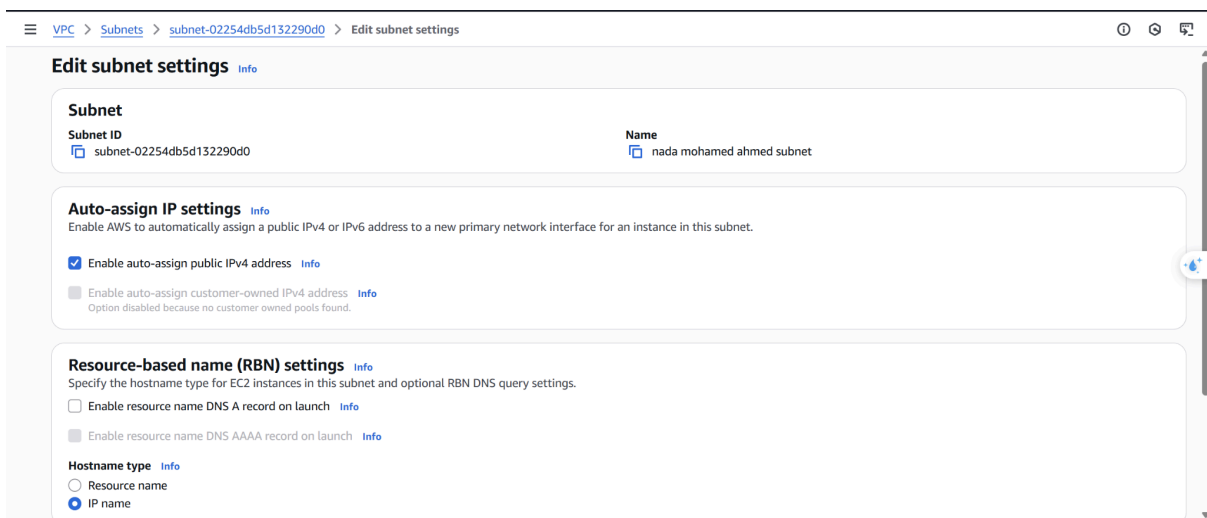 VPC > Subnets > subnet-02254db5d132290d0 > Edit subnet settings
Edit subnet settings Info
Subnet
Subnet ID
subnet-02254db5d132290d0
Name
nada mohamed ahmed subnet
Auto-assign IP settings Info
Enable AWS to automatically assign a public IPv4 or IPv6 address to a new primary network interface for an instance in this subnet.
Enable auto-assign public IPv4 address Info
Enable auto-assign customer-owned IPv4 address Info
Option disabled because no customer owned pools found.
Resource-based name (RBN) settings Info
Specify the hostname type for EC2 instances in this subnet and optional RBN DNS query settings.
Enable resource name DNS A record on launch Info
Enable resource name DNS AAAA record on launch Info
Hostname type Info
Resource name
IP name